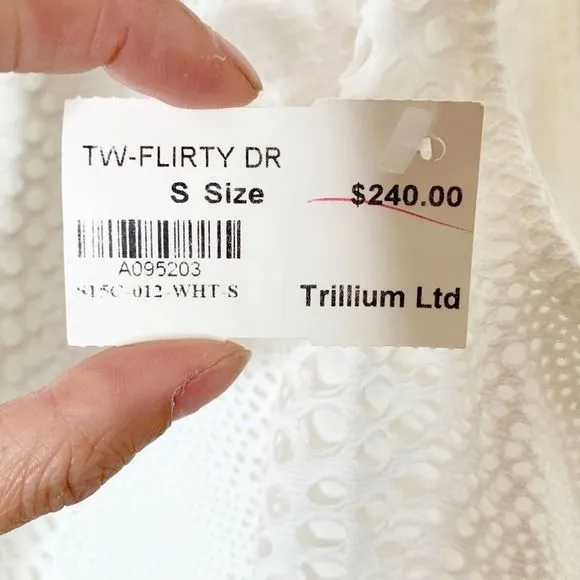 TW-FLIRTY DR
S Size $240.00
A095203
S15C-012-WHT-S
Trillium Ltd